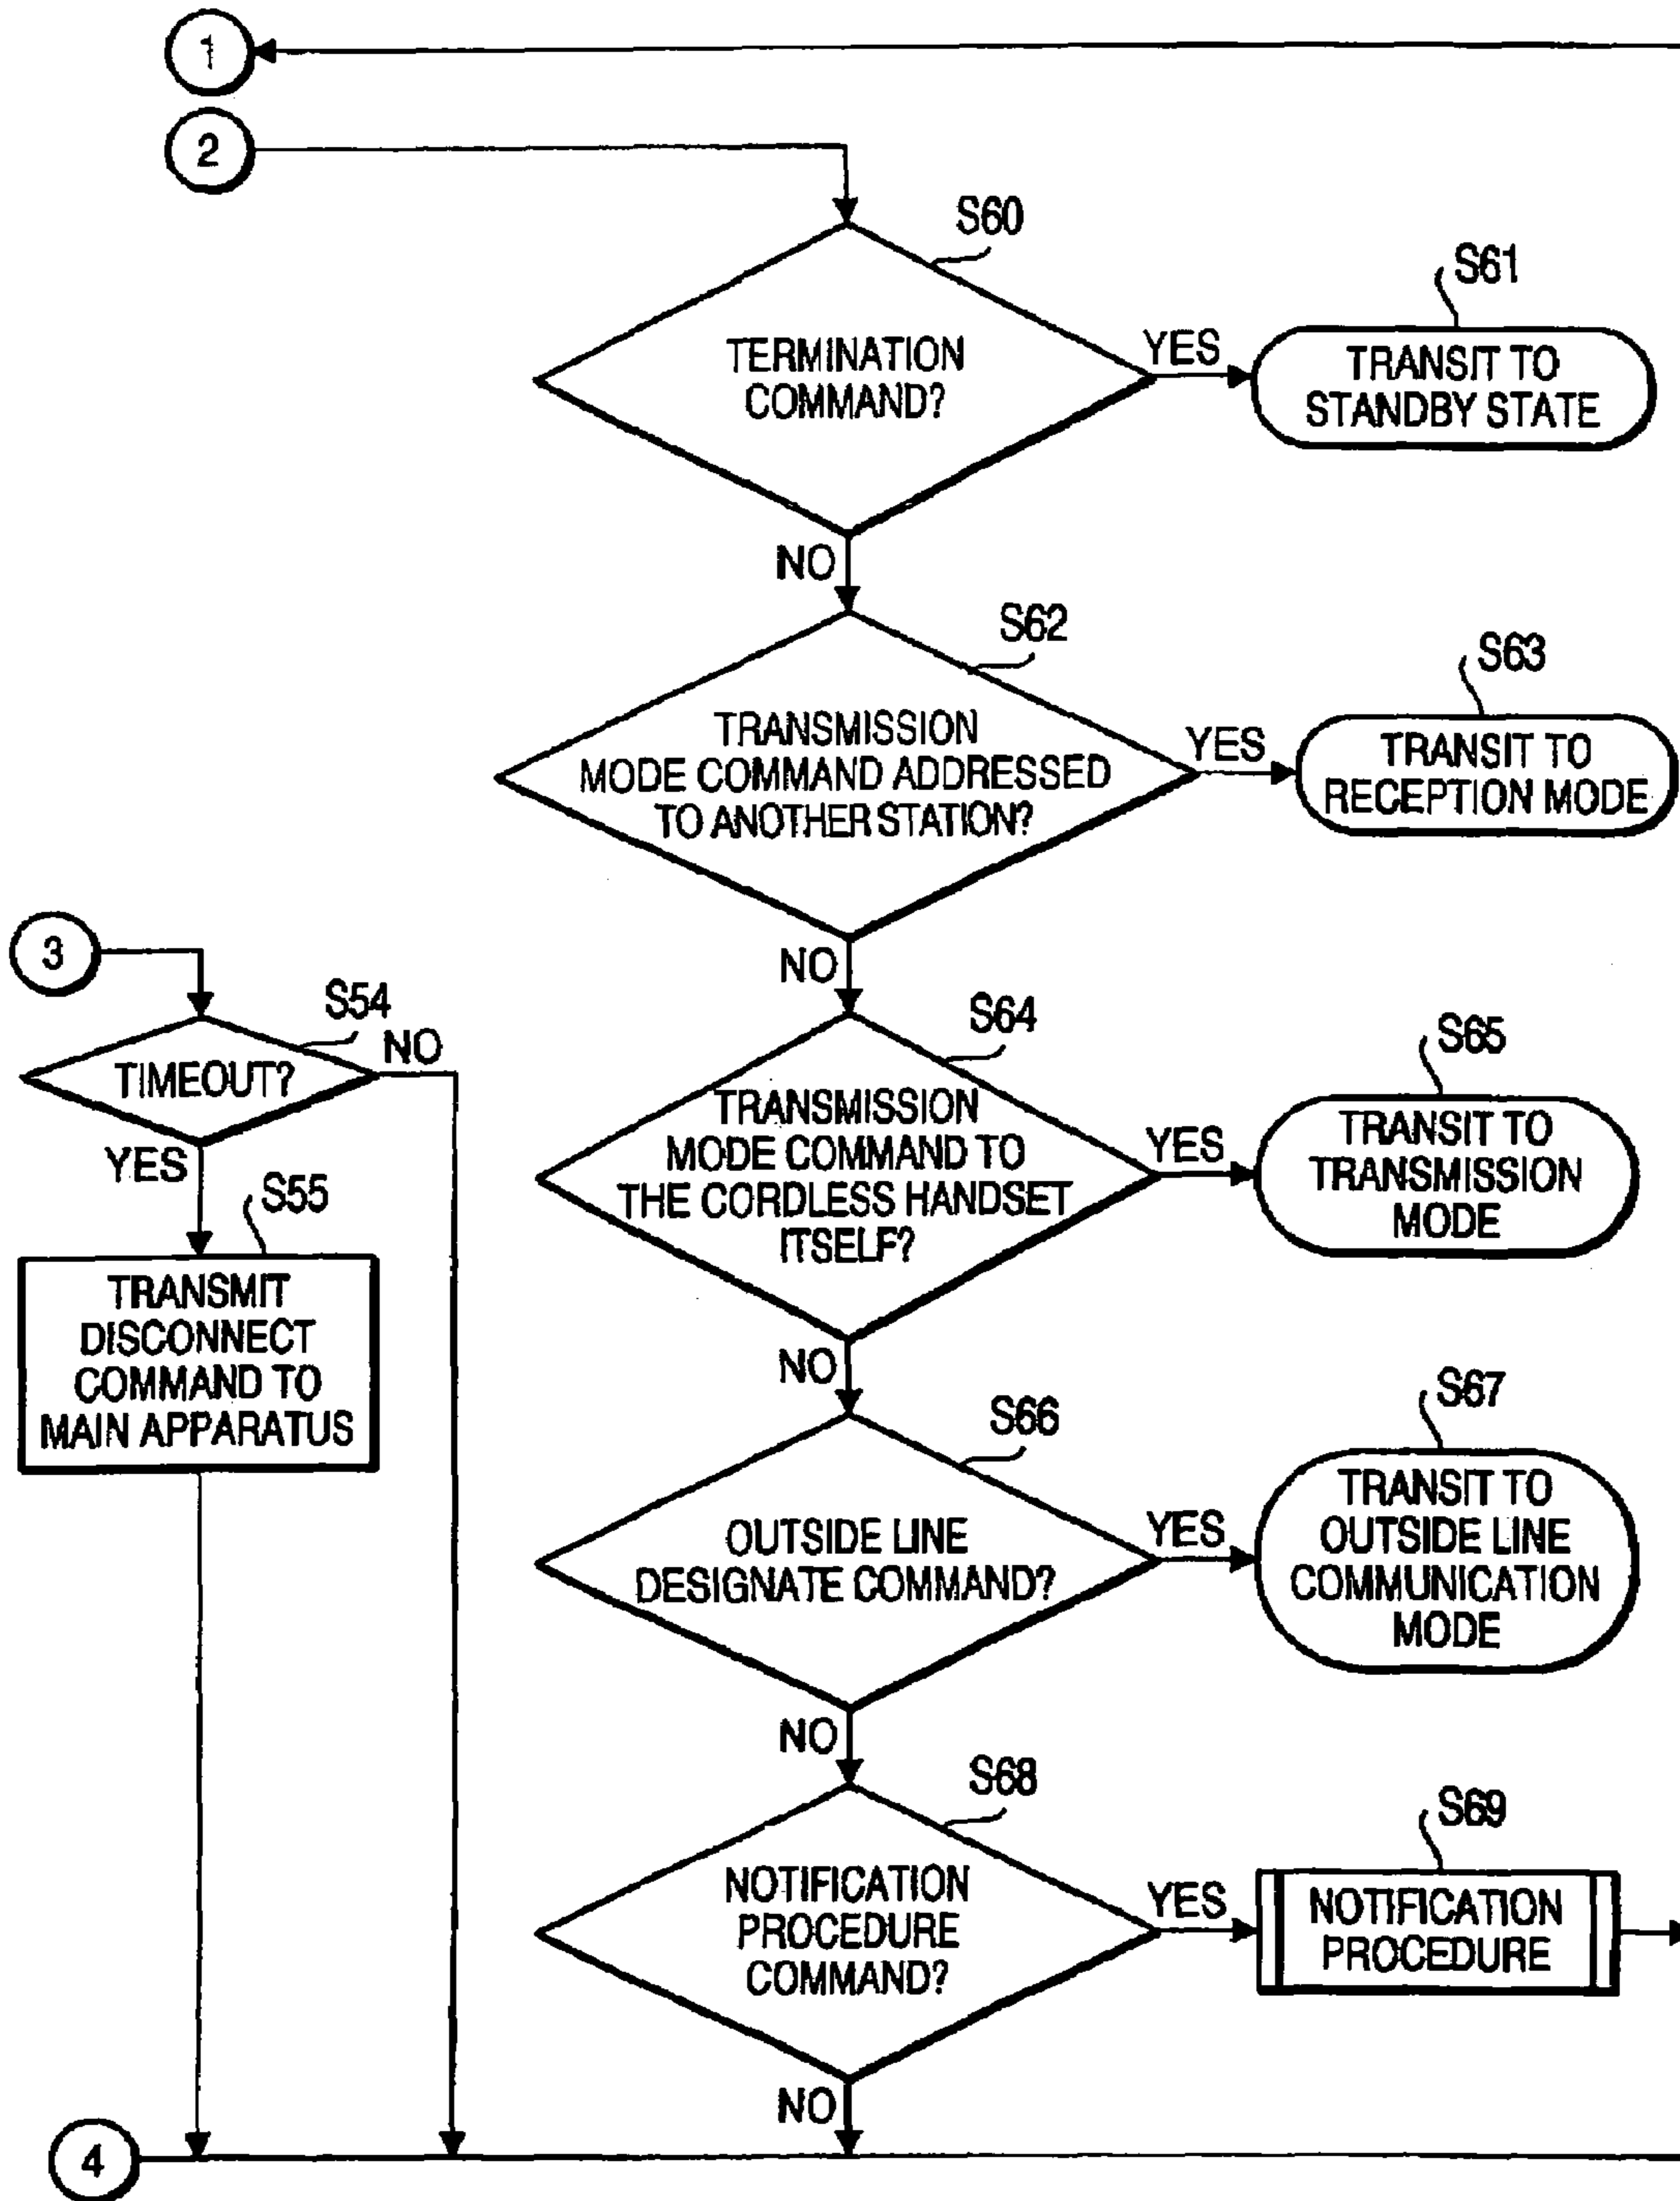 1
2
S60
TERMINATION
COMMAND?
YES
S61
TRANSIT TO
STANDBY STATE
NO
S62
TRANSMISSION
MODE COMMAND ADDRESSED
TO ANOTHER STATION?
YES
S63
TRANSIT TO
RECEPTION MODE
NO
3
S54
TIMEOUT?
NO
YES
S55
TRANSMIT
DISCONNECT
COMMAND TO
MAIN APPARATUS
S64
TRANSMISSION
MODE COMMAND TO
THE CORDLESS HANDSET
ITSELF?
YES
S65
TRANSIT TO
TRANSMISSION
MODE
NO
S66
OUTSIDE LINE
DESIGNATE COMMAND?
YES
S67
TRANSIT TO
OUTSIDE LINE
COMMUNICATION
MODE
NO
S68
NOTIFICATION
PROCEDURE
COMMAND?
YES
S69
NOTIFICATION
PROCEDURE
NO
4